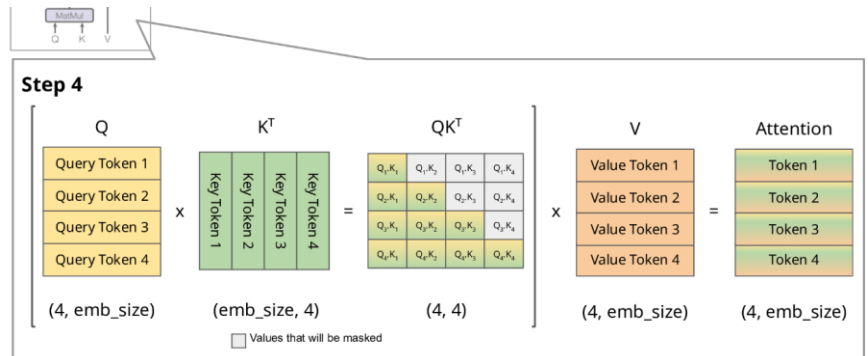 MatMul
Q K V
Step 4
Q K^T QK^T V Attention
Query Token 1
Query Token 2
Query Token 3
Query Token 4
x
Key Token 1
Key Token 2
Key Token 3
Key Token 4
=
Q₁.K₁ Q₁.K₂ Q₁.K₃ Q₁.K₄
Q₂.K₁ Q₂.K₂ Q₂.K₃ Q₂.K₄
Q₃.K₁ Q₃.K₂ Q₃.K₃ Q₃.K₄
Q₄.K₁ Q₄.K₂ Q₄.K₃ Q₄.K₄
x
Value Token 1
Value Token 2
Value Token 3
Value Token 4
=
Token 1
Token 2
Token 3
Token 4
(4, emb_size) (emb_size, 4) (4, 4) (4, emb_size) (4, emb_size)
Values that will be masked